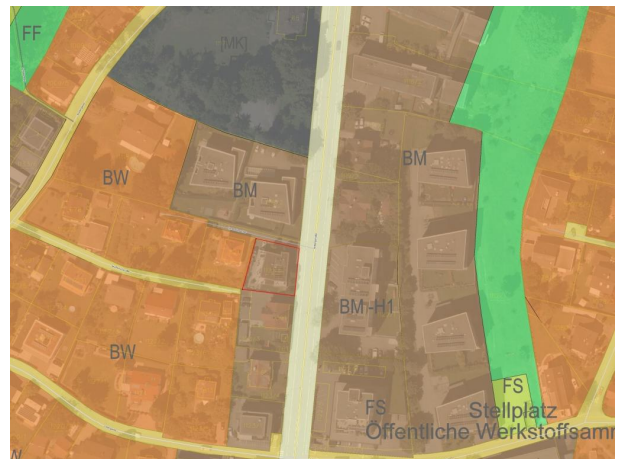 FF
[MK]
BM
BW
BM
BM -H1
BW
FS
FS
Stellplatz
Öffentliche Werkstoffsamm